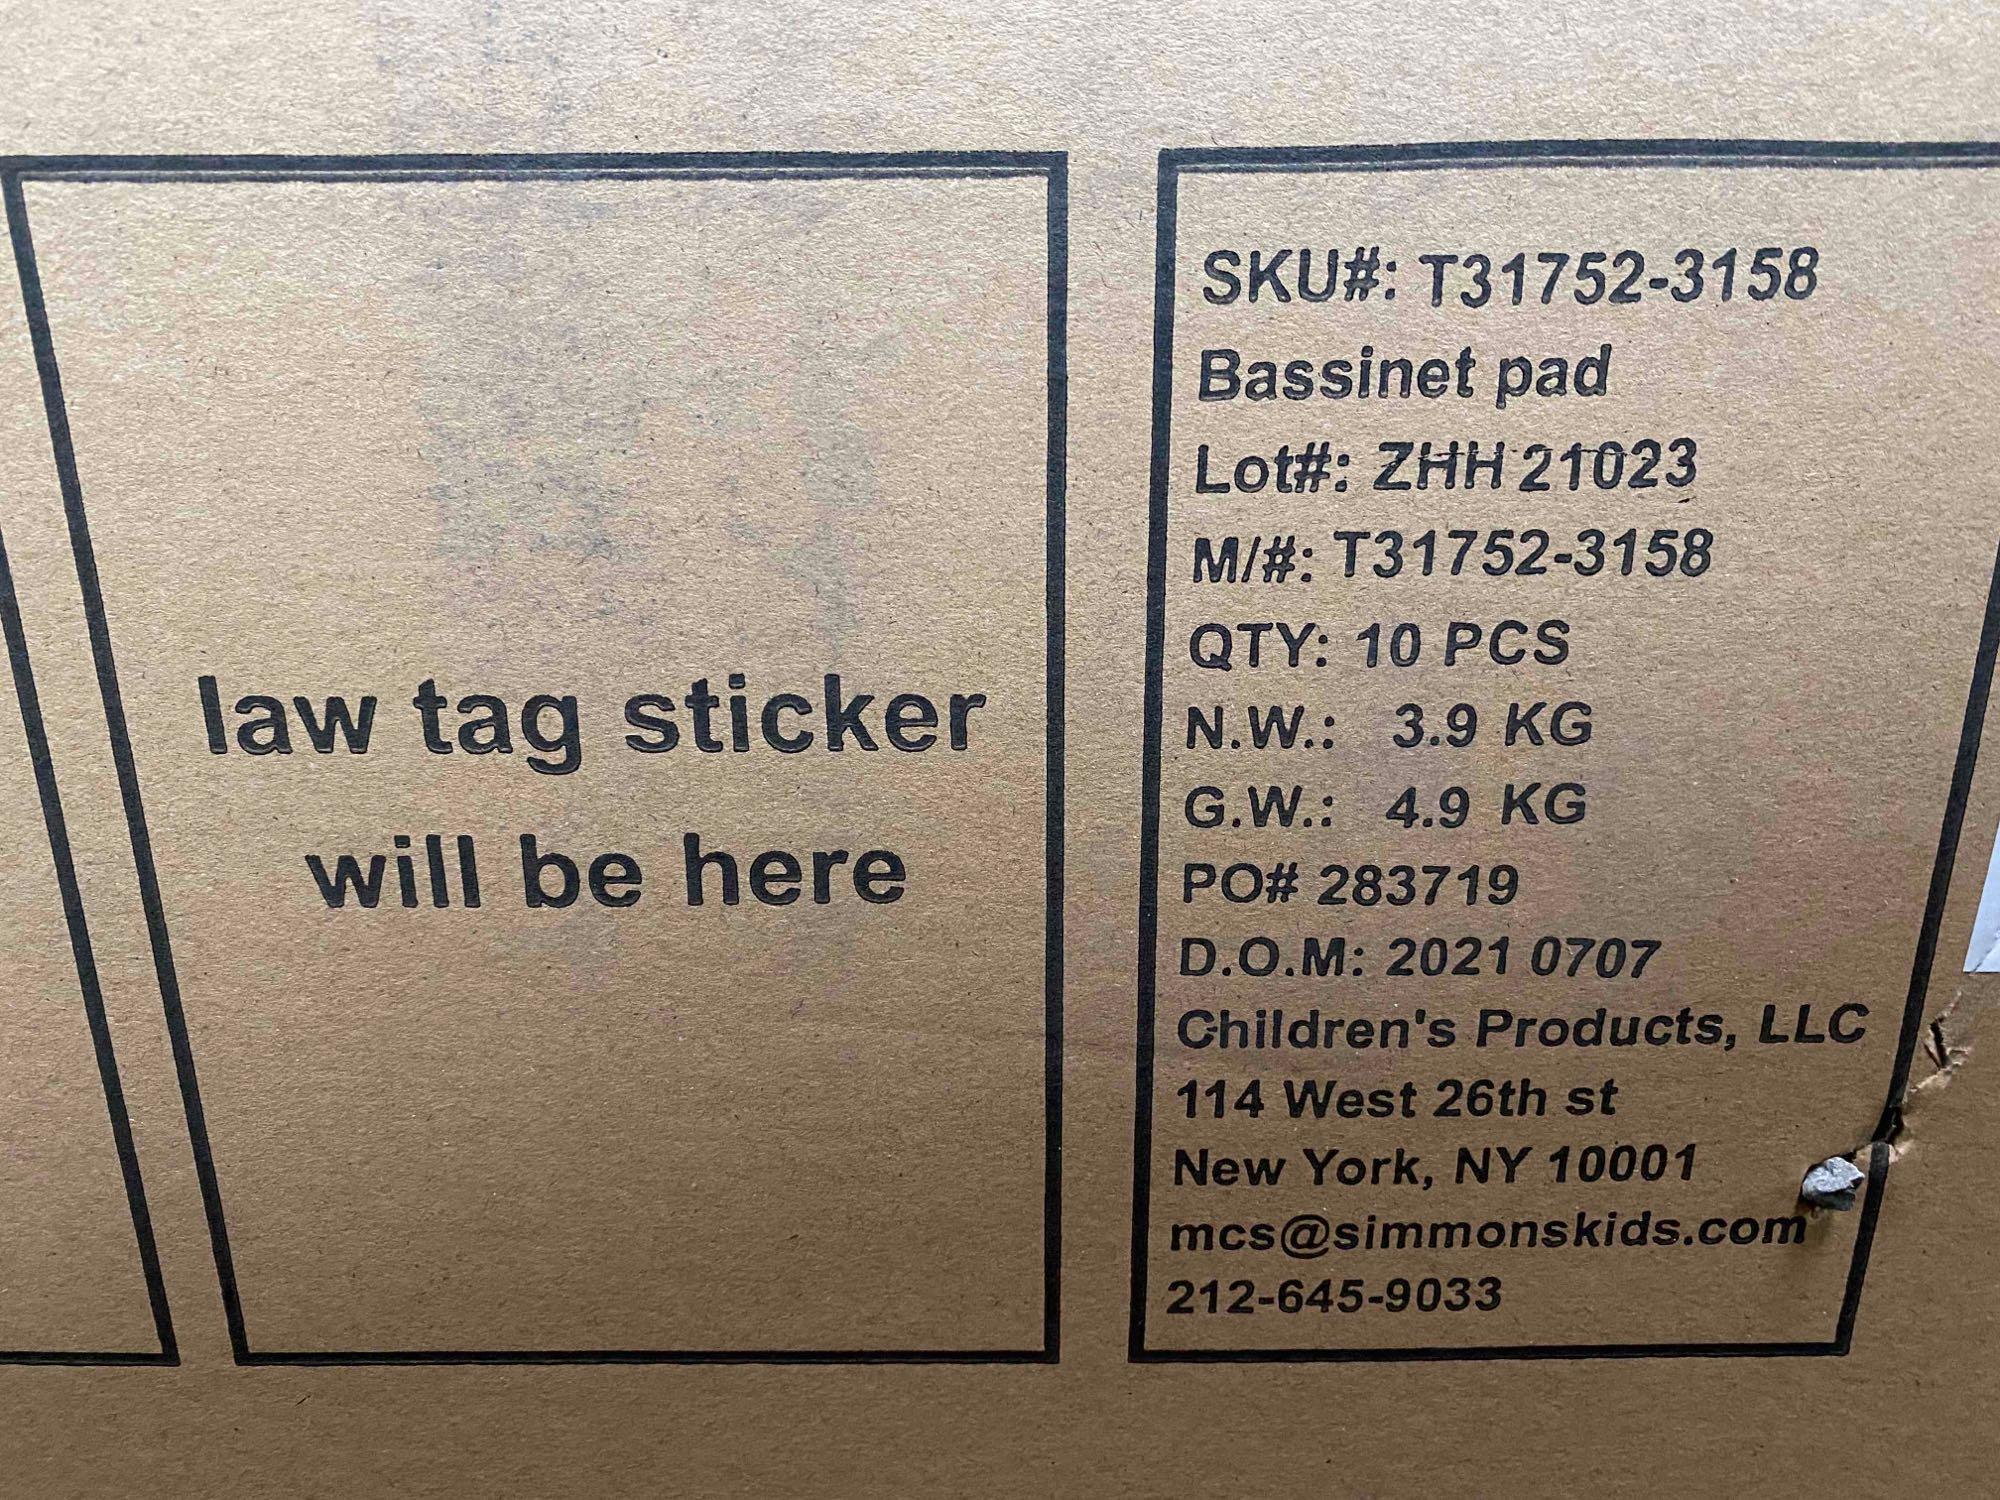 law tag sticker
will be here
SKU#: T31752-3158
Bassinet pad
Lot#: ZHH 21023
M/#: T31752-3158
QTY: 10 PCS
N.W.: 3.9 KG
G.W.: 4.9 KG
PO# 283719
D.O.M: 2021 0707
Children's Products, LLC
114 West 26th st
New York, NY 10001
mcs@simmonskids.com
212-645-9033